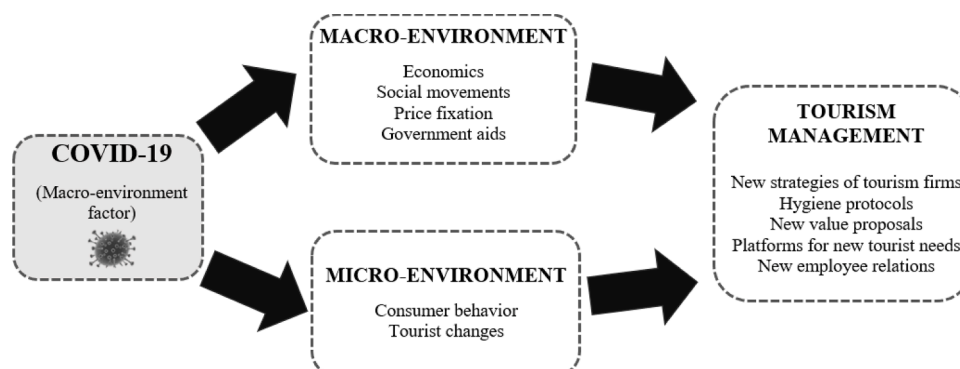 COVID-19
(Macro-environment
factor)
MACRO-ENVIRONMENT
Economics
Social movements
Price fixation
Government aids
MICRO-ENVIRONMENT
Consumer behavior
Tourist changes
TOURISM
MANAGEMENT
New strategies of tourism firms
Hygiene protocols
New value proposals
Platforms for new tourist needs
New employee relations